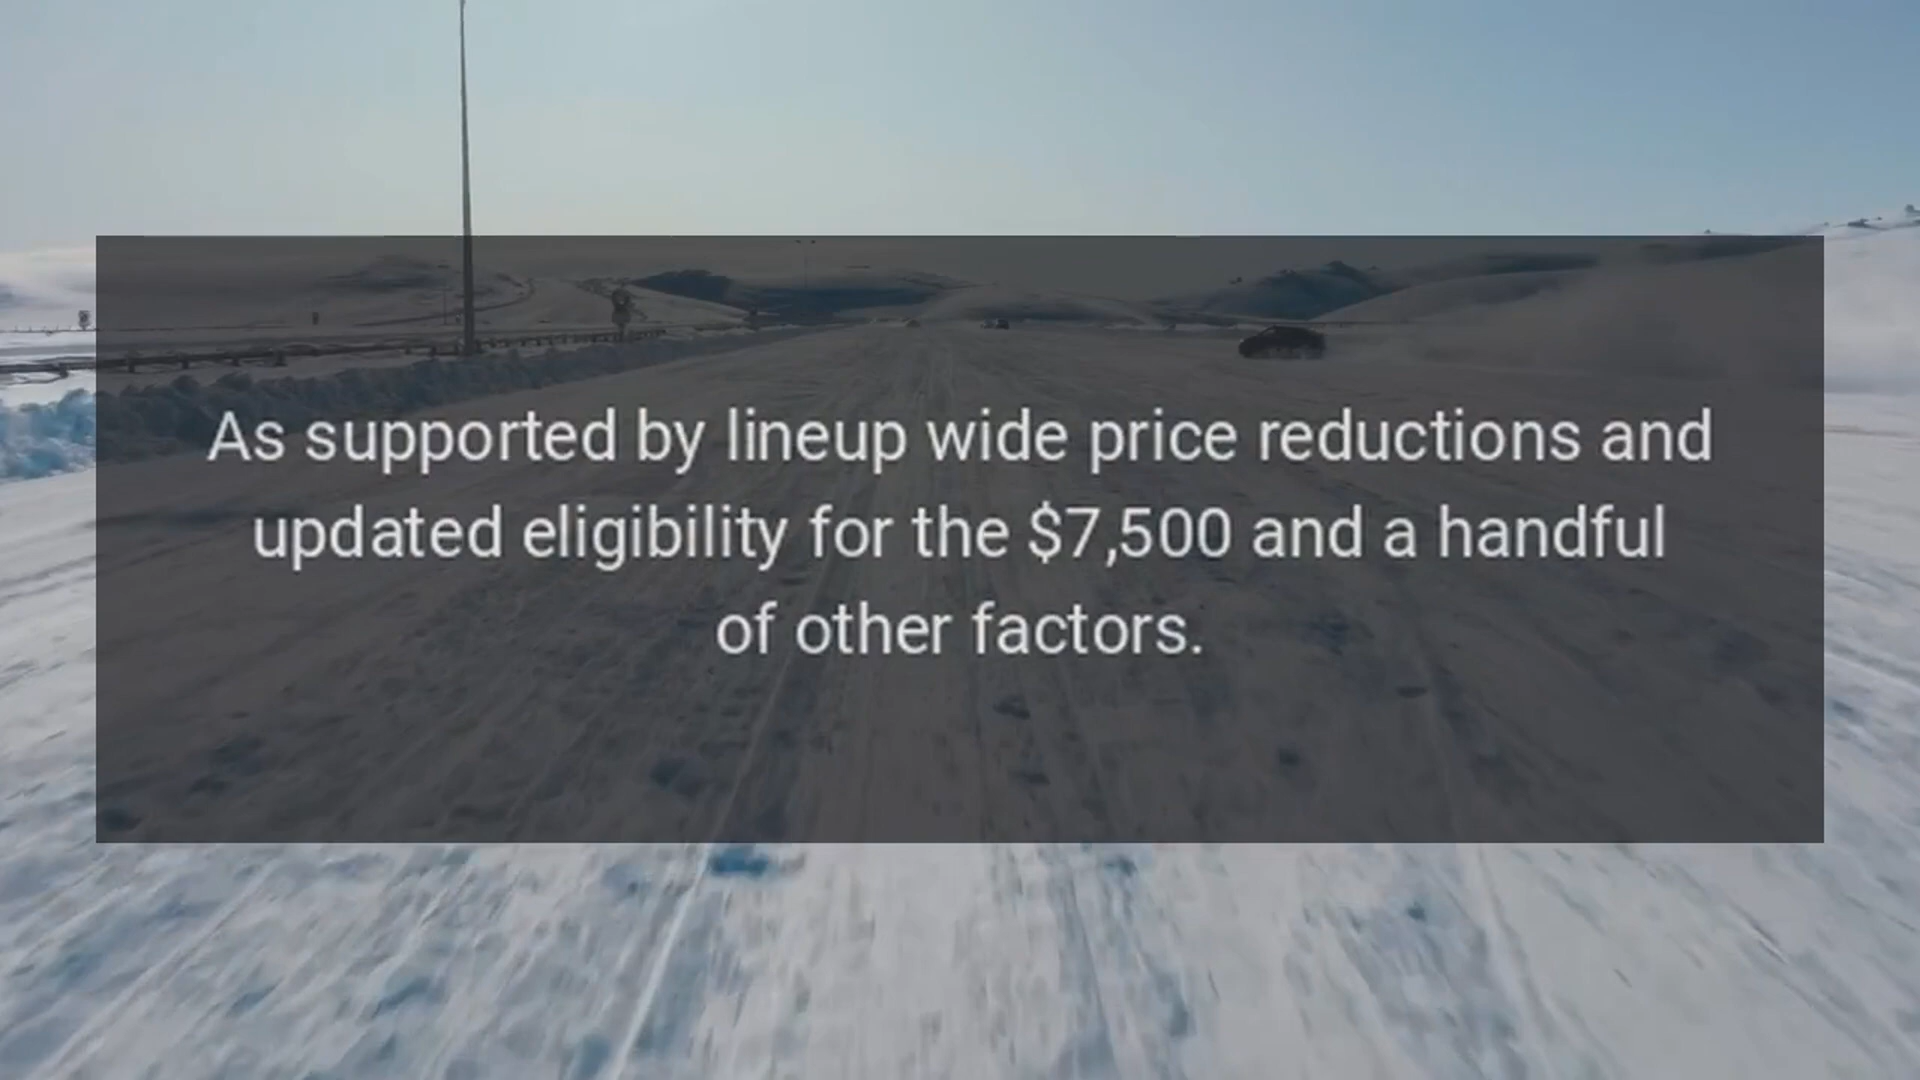 As supported by lineup wide price reductions and
updated eligibility for the $7,500 and a handful
of other factors.